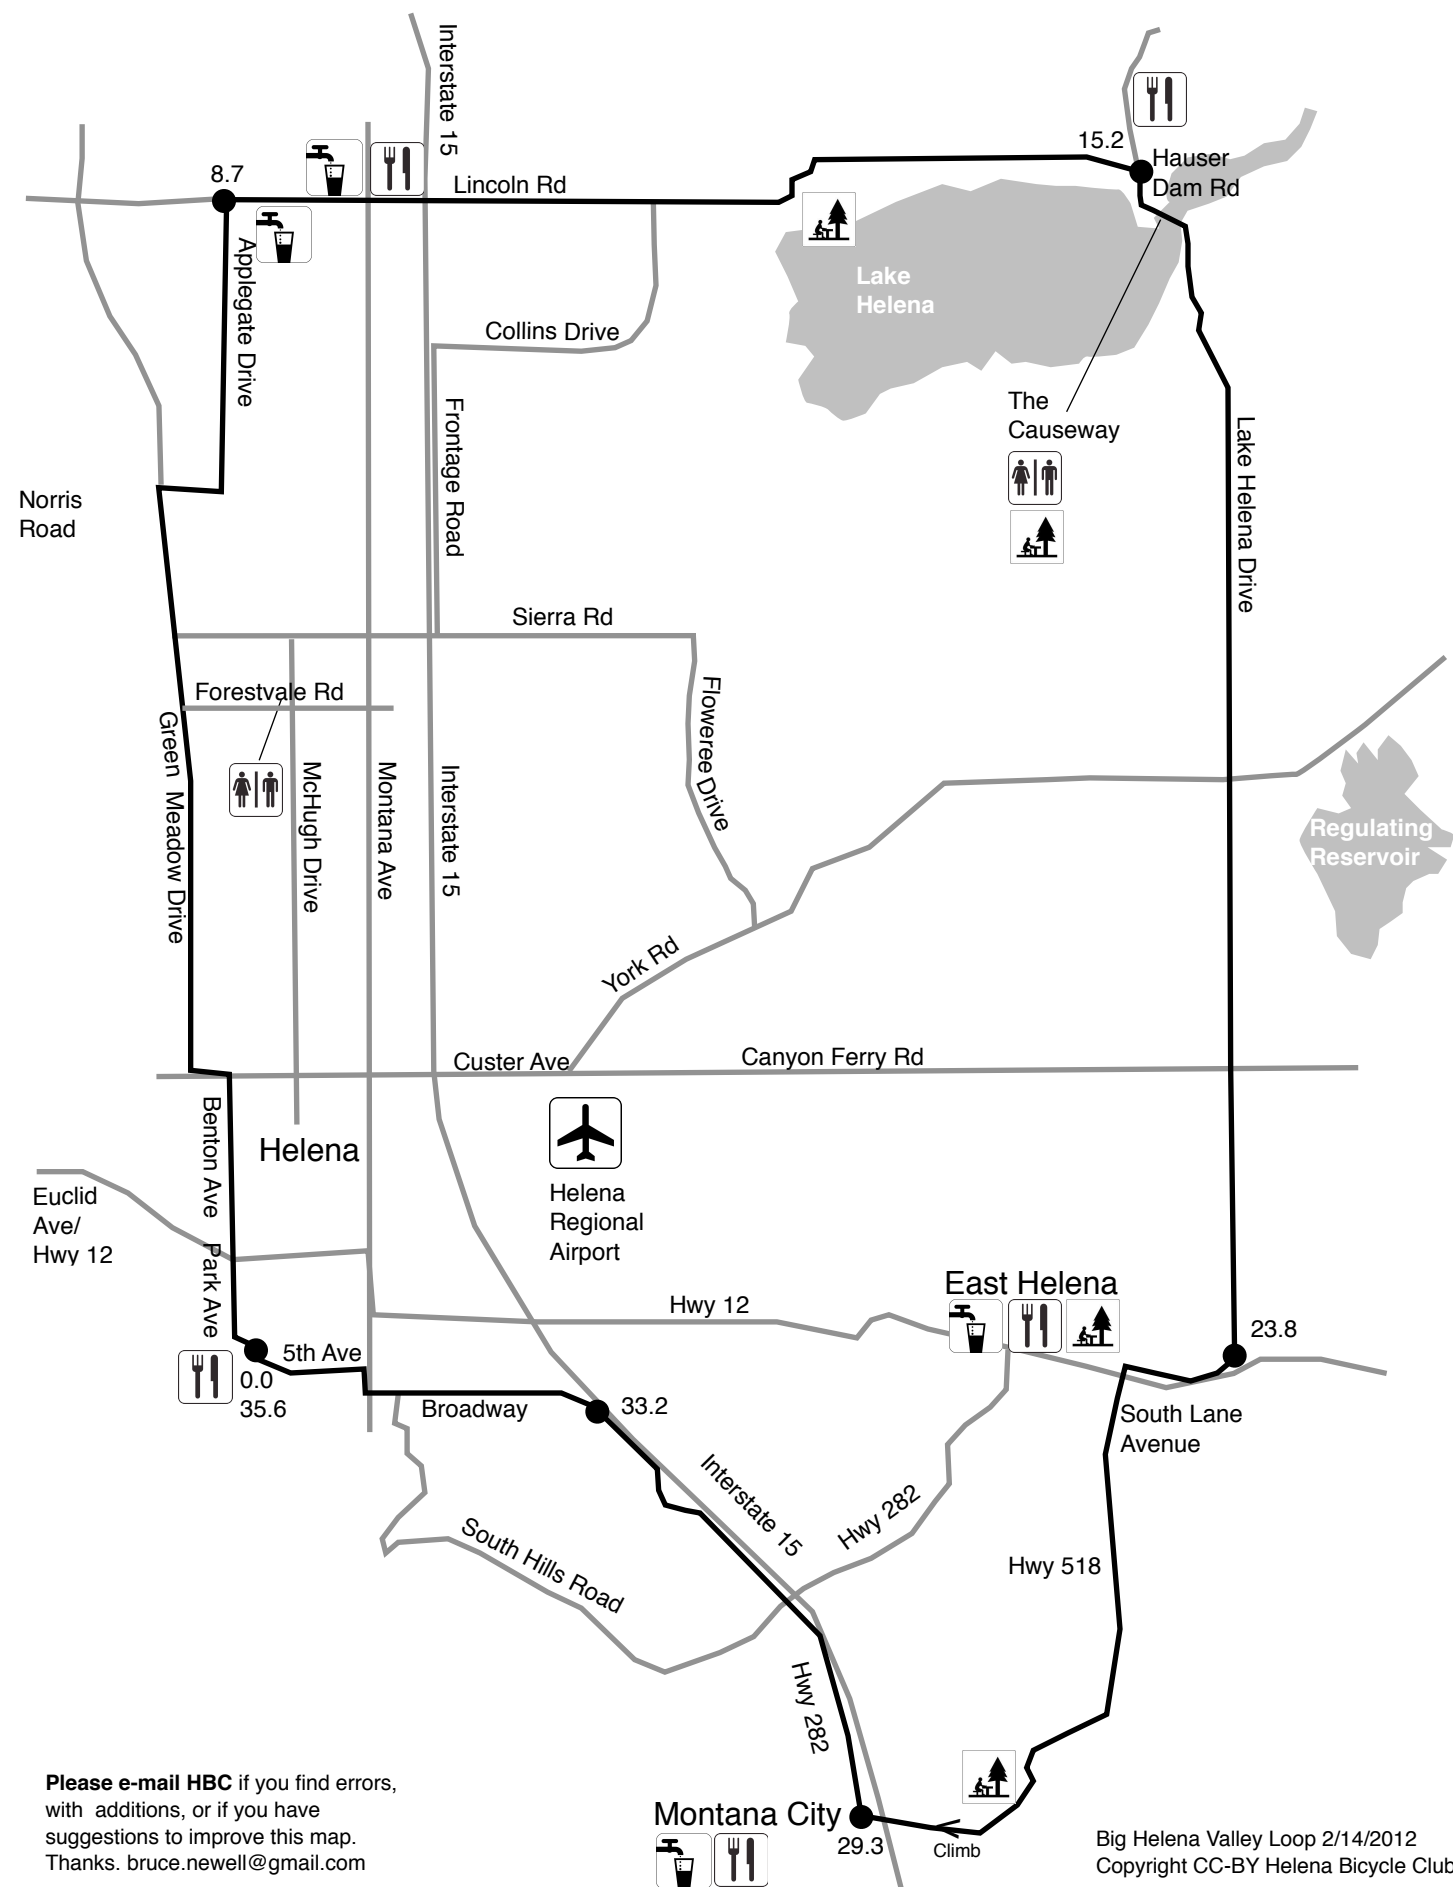 Interstate 15
15.2
Hauser
Dam Rd
8.7
Lincoln Rd
Applegate Drive
Lake
Helena
Collins Drive
The
Causeway
Frontage Road
Lake Helena Drive
Norris
Road
Sierra Rd
Forestvale Rd
Floweree Drive
Green Meadow Drive
McHugh Drive
Montana Ave
Interstate 15
Regulating
Reservoir
York Rd
Custer Ave
Canyon Ferry Rd
Benton Ave
Helena
Euclid
Ave/
Hwy 12
Helena
Regional
Airport
Park Ave
East Helena
Hwy 12
23.8
5th Ave
0.0
35.6
Broadway
33.2
South Lane
Avenue
Interstate 15
Hwy 282
South Hills Road
Hwy 518
Hwy 282
Montana City
29.3
Climb
Please e-mail HBC if you find errors,
with additions, or if you have
suggestions to improve this map.
Thanks. bruce.newell@gmail.com
Big Helena Valley Loop 2/14/2012
Copyright CC-BY Helena Bicycle Club